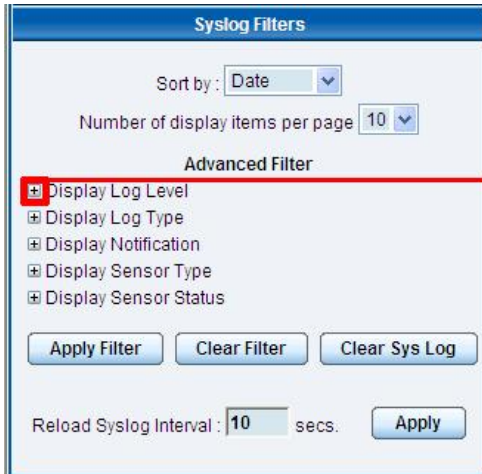 Syslog Filters
Sort by : Date
Number of display items per page 10
Advanced Filter
Display Log Level
Display Log Type
Display Notification
Display Sensor Type
Display Sensor Status
Apply Filter Clear Filter Clear Sys Log
Reload Syslog Interval : 10 secs. Apply